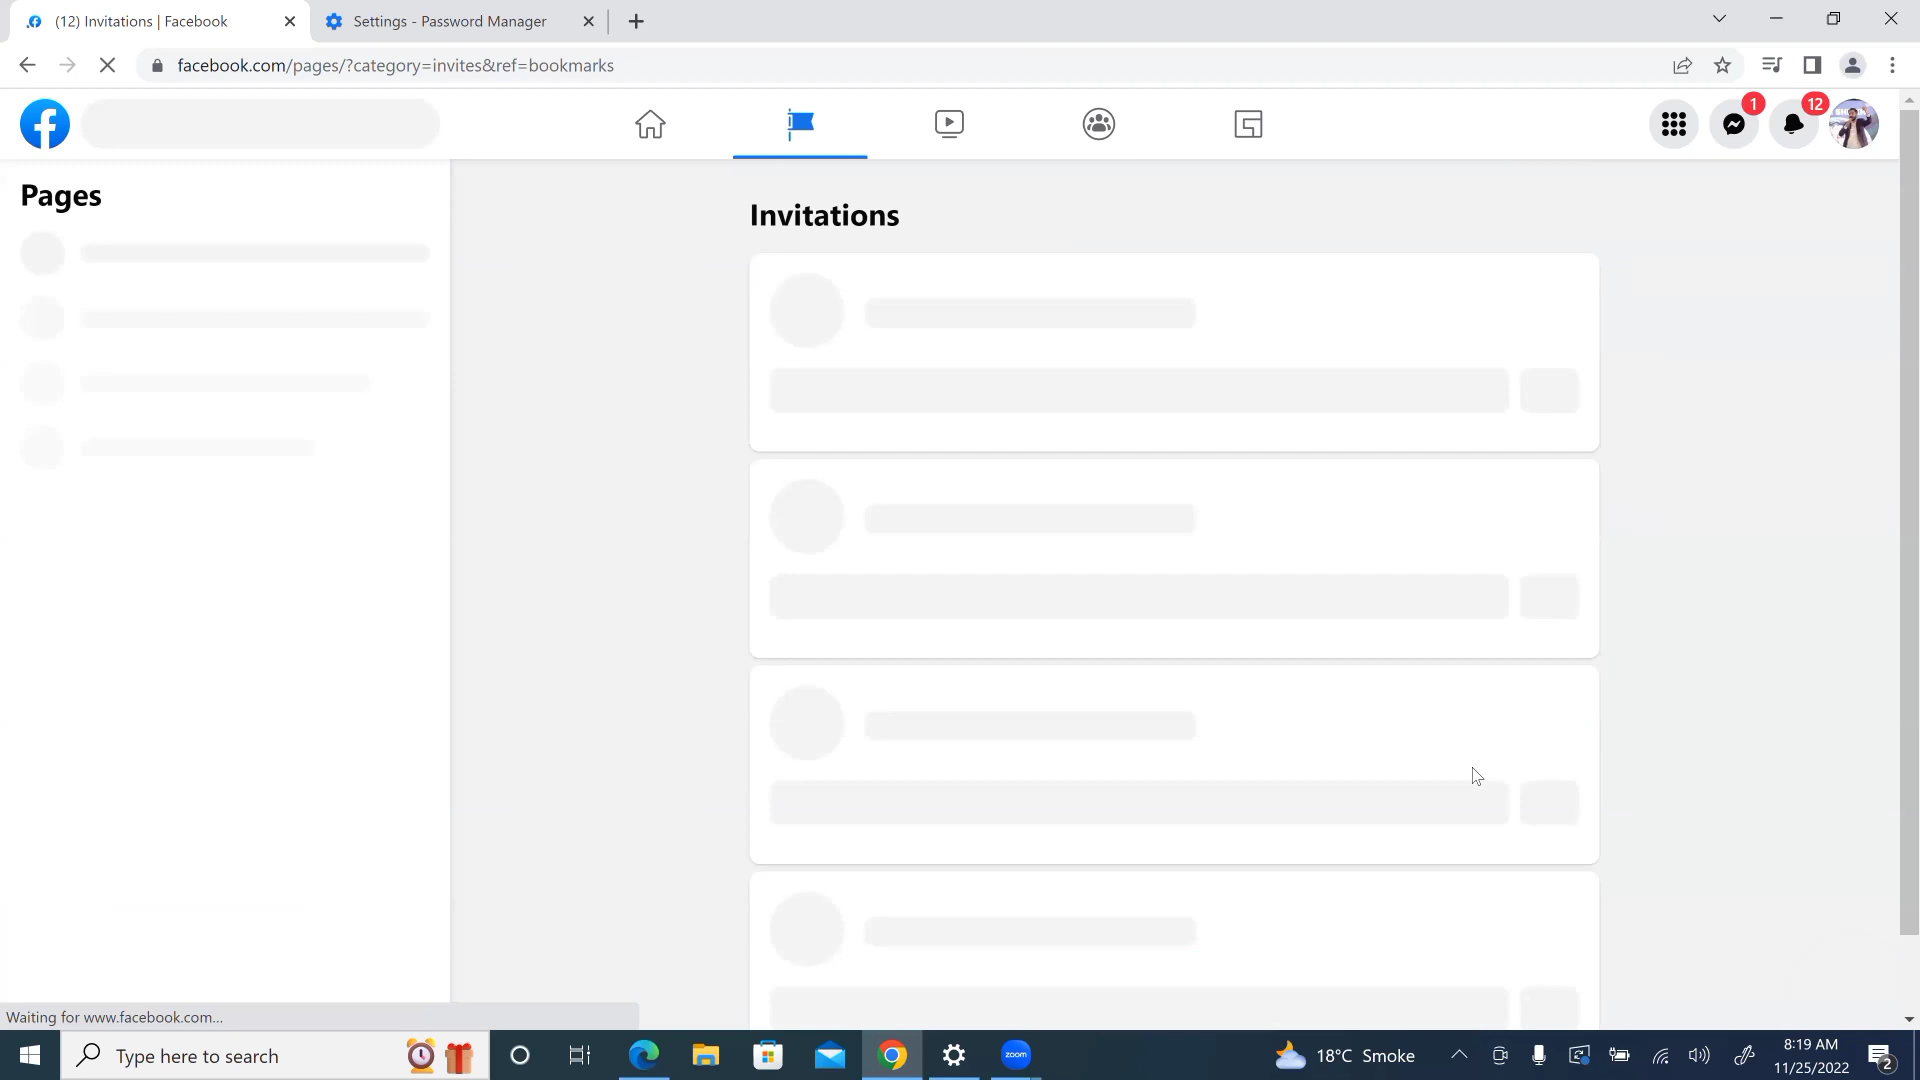 (12) Invitations | Facebook
Settings - Password Manager
facebook.com/pages/?category=invites&ref=bookmarks
1
12
Pages
Invitations
Waiting for www.facebook.com...
Type here to search
zoom
18°C Smoke
8:19 AM
11/25/2022
2